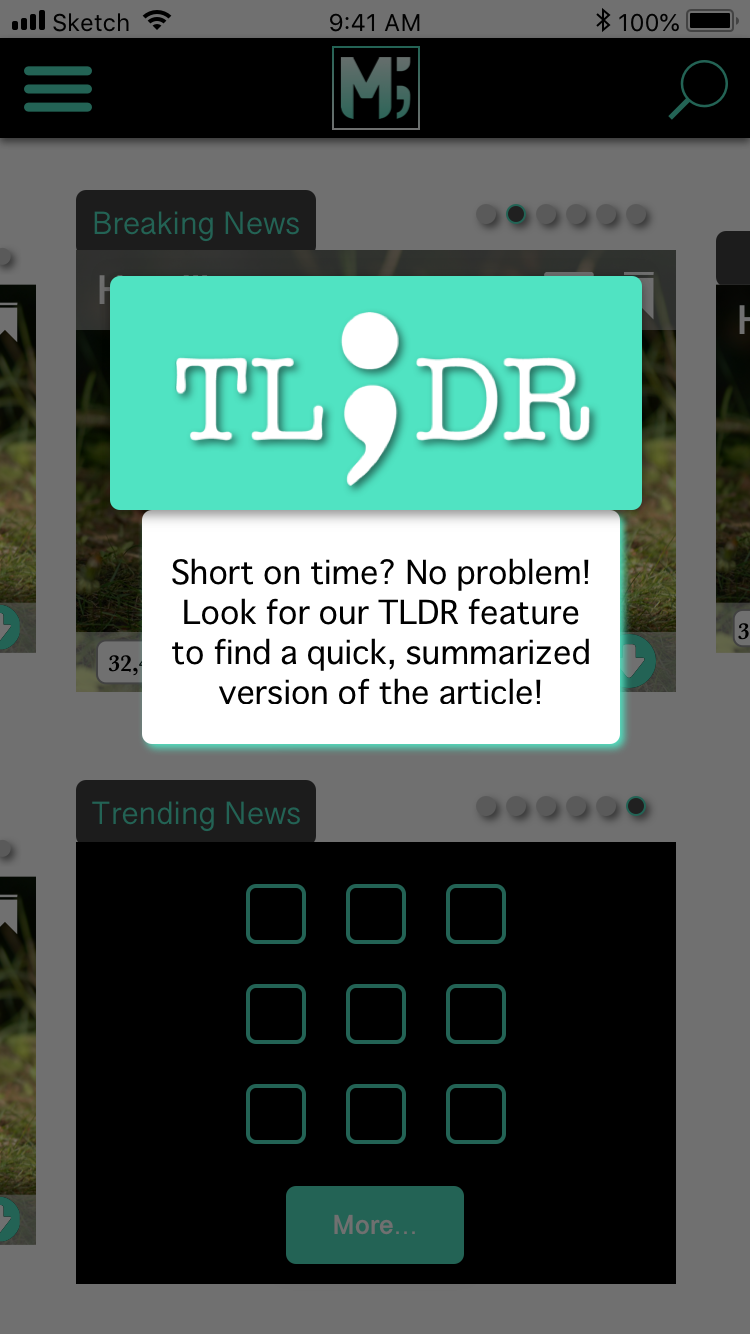 Sketch 9:41 AM 100%
M;
Breaking News
TL;DR
Short on time? No problem!
Look for our TLDR feature
to find a quick, summarized
version of the article!
Trending News
More...